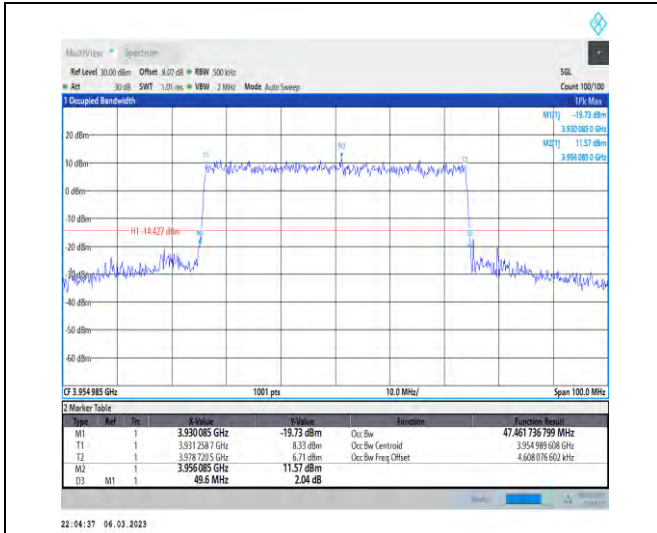 MultiView Spectrum
Ref Level 30.00 dBm Offset 8.07 dB RBW 500 kHz SGL
Att 30 dB SWT 1.01 ms VBW 2 MHz Mode Auto Sweep Count 100/100
1 Occupied Bandwidth 1Pk Max
M1[1] -19.73 dBm
3.930 085 0 GHz
M2[1] 11.57 dBm
3.956 085 0 GHz
20 dBm
M2
T1
T2
10 dBm
0 dBm
-10 dBm
H1 -14.427 dBm
-20 dBm
-30 dBm
-40 dBm
-50 dBm
-60 dBm
CF 3.954 985 GHz 1001 pts 10.0 MHz/ Span 100.0 MHz
2 Marker Table
Type Ref Trc X-Value Y-Value Function Function Result
M1 1 3.930 085 GHz -19.73 dBm Occ Bw 47.461 736 799 MHz
T1 1 3.931 258 7 GHz 8.33 dBm Occ Bw Centroid 3.954 989 608 GHz
T2 1 3.978 720 5 GHz 6.71 dBm Occ Bw Freq Offset 4.608 076 602 kHz
M2 1 3.956 085 GHz 11.57 dBm
D3 M1 1 49.6 MHz 2.04 dB
22:04:37 06.03.2023